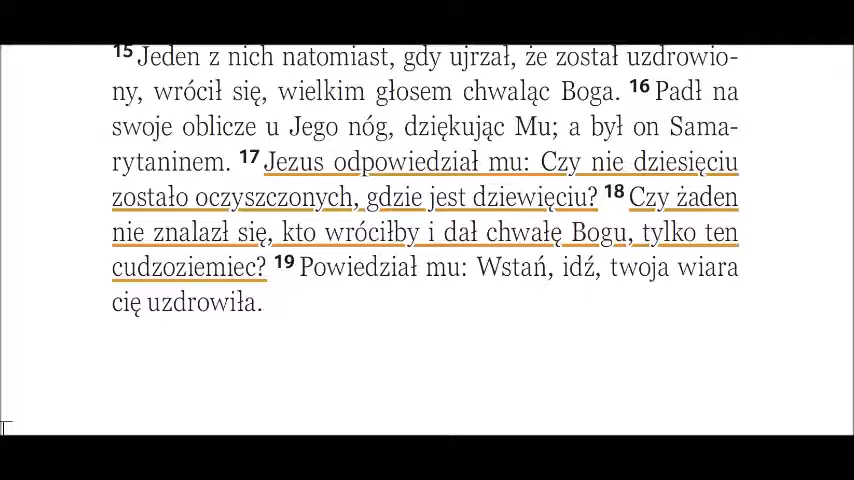 15 Jeden z nich natomiast, gdy ujrzał, że został uzdrowio-
ny, wrócił się, wielkim głosem chwaląc Boga. 16 Padł na
swoje oblicze u Jego nóg, dziękując Mu; a był on Sama-
rytaninem. 17 Jezus odpowiedział mu: Czy nie dziesięciu
zostało oczyszczonych, gdzie jest dziewięciu? 18 Czy żaden
nie znalazł się, kto wróciłby i dał chwałę Bogu, tylko ten
cudzoziemiec? 19 Powiedział mu: Wstań, idź, twoja wiara
cię uzdrowiła.